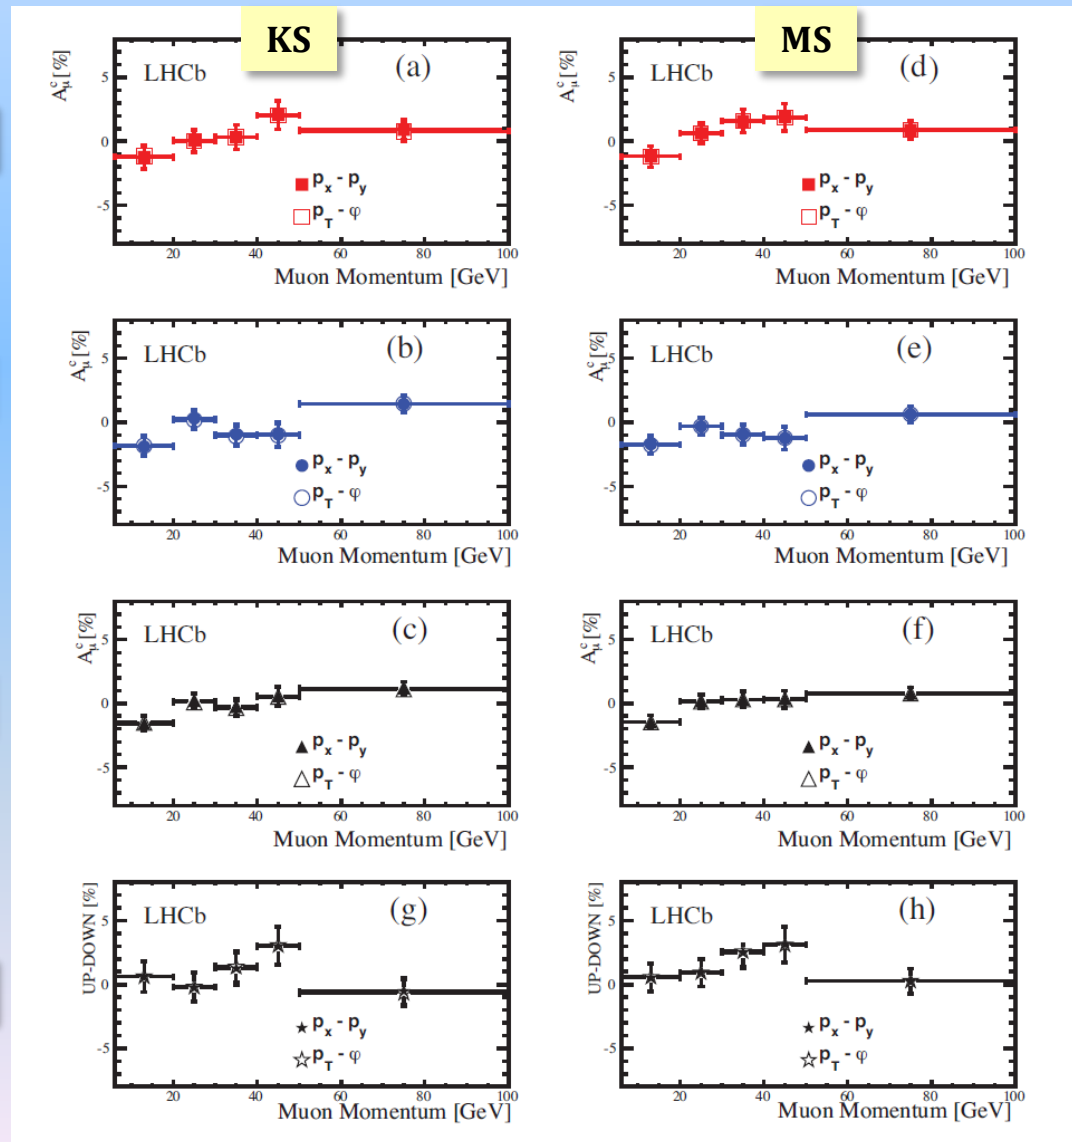 KS
MS
LHCb (a)
A_μ^c [%]
5
0
-5
p_x - p_y
p_T - φ
20 40 60 80 100
Muon Momentum [GeV]
LHCb (d)
A_μ^c [%]
5
0
-5
p_x - p_y
p_T - φ
20 40 60 80 100
Muon Momentum [GeV]
LHCb (b)
A_μ^c [%]
5
0
-5
p_x - p_y
p_T - φ
20 40 60 80 100
Muon Momentum [GeV]
LHCb (e)
A_μ^c [%]
5
0
-5
p_x - p_y
p_T - φ
20 40 60 80 100
Muon Momentum [GeV]
LHCb (c)
A_μ^c [%]
5
0
-5
p_x - p_y
p_T - φ
20 40 60 80 100
Muon Momentum [GeV]
LHCb (f)
A_μ^c [%]
5
0
-5
p_x - p_y
p_T - φ
20 40 60 80 100
Muon Momentum [GeV]
LHCb (g)
UP-DOWN [%]
5
0
-5
p_x - p_y
p_T - φ
20 40 60 80 100
Muon Momentum [GeV]
LHCb (h)
UP-DOWN [%]
5
0
-5
p_x - p_y
p_T - φ
20 40 60 80 100
Muon Momentum [GeV]